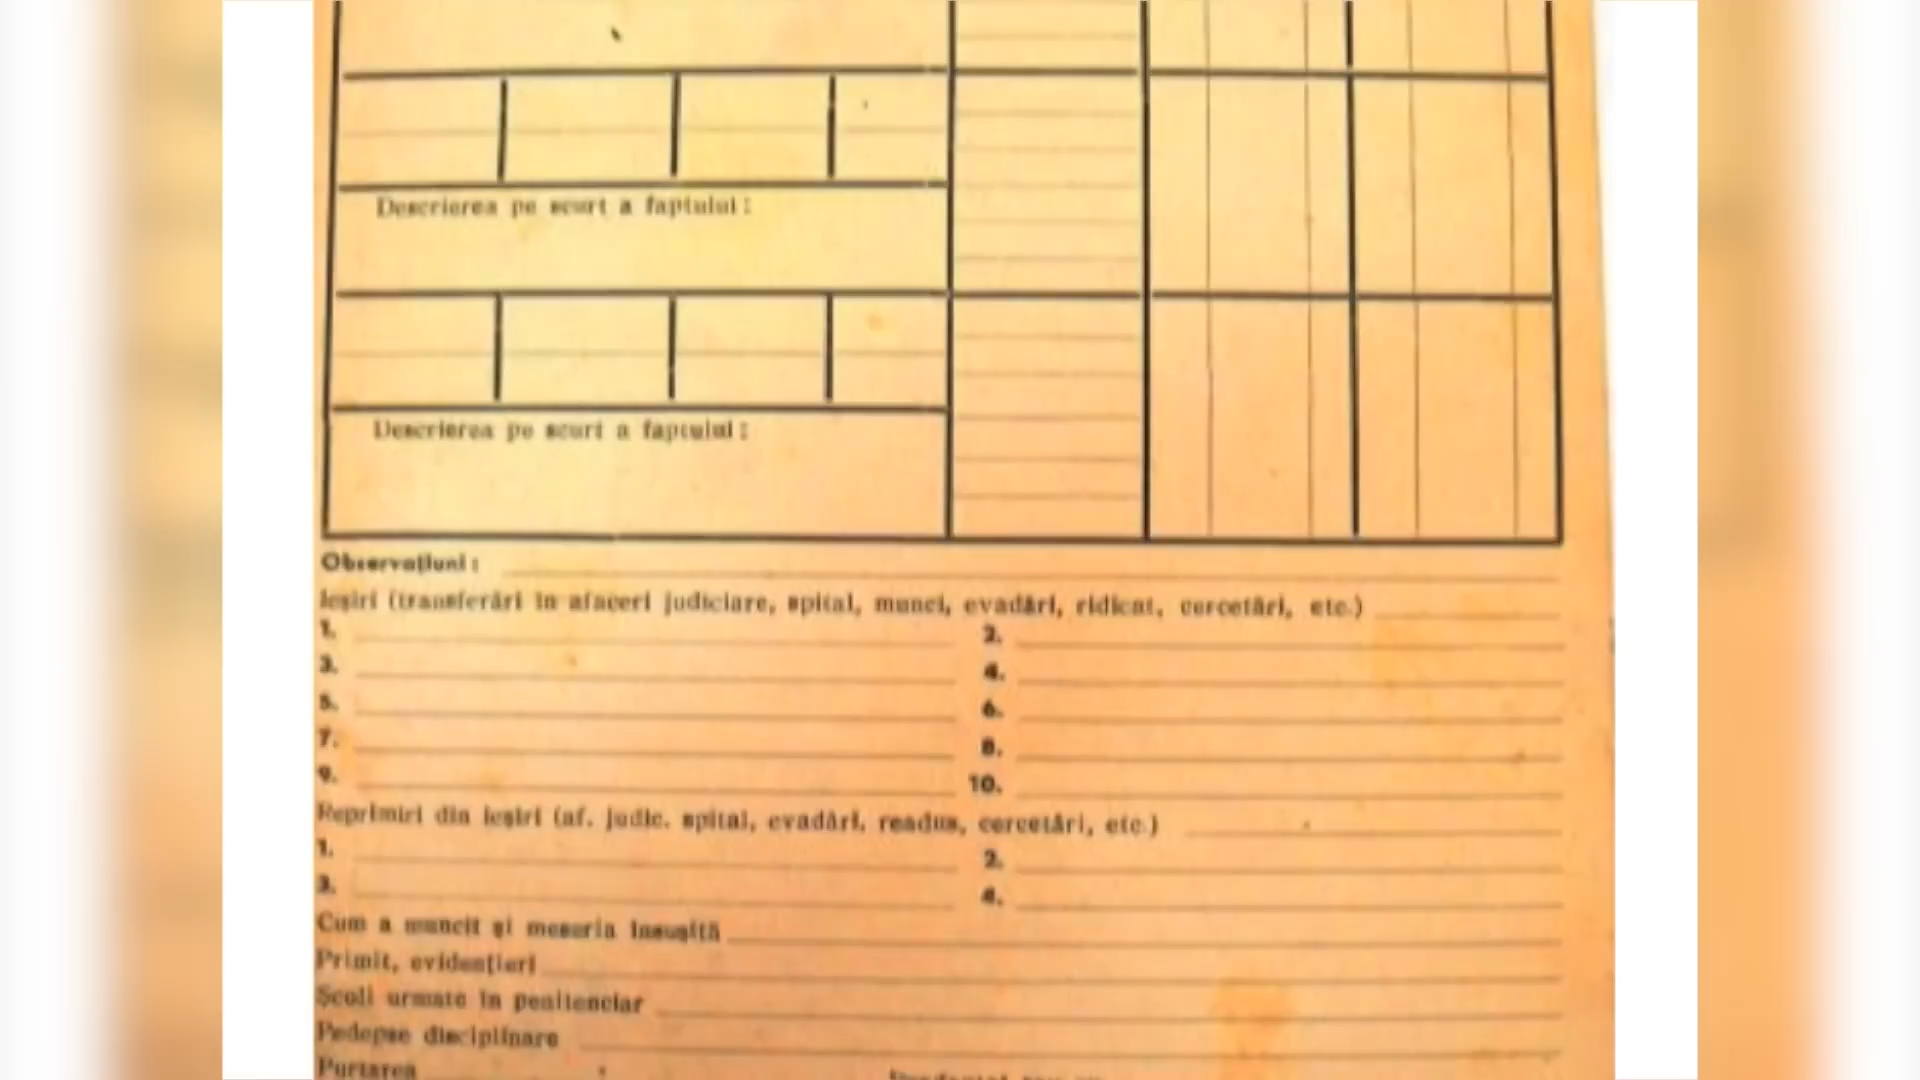 Descrierea pe scurt a faptului :
Descrierea pe scurt a faptului :
Observațiuni :
Ieșiri (transferări în afaceri judiciare, spital, munci, evadări, ridicat, cercetări, etc.)
1.
2.
3.
4.
5.
6.
7.
8.
9.
10.
Reprimiri din ieșiri (af. judic. spital, evadări, readus, cercetări, etc.)
1.
2.
3.
4.
Cum a muncit și meseria însușită
Primit, evidențieri
Școli urmate în penitenciar
Pedepse disciplinare
Purtarea